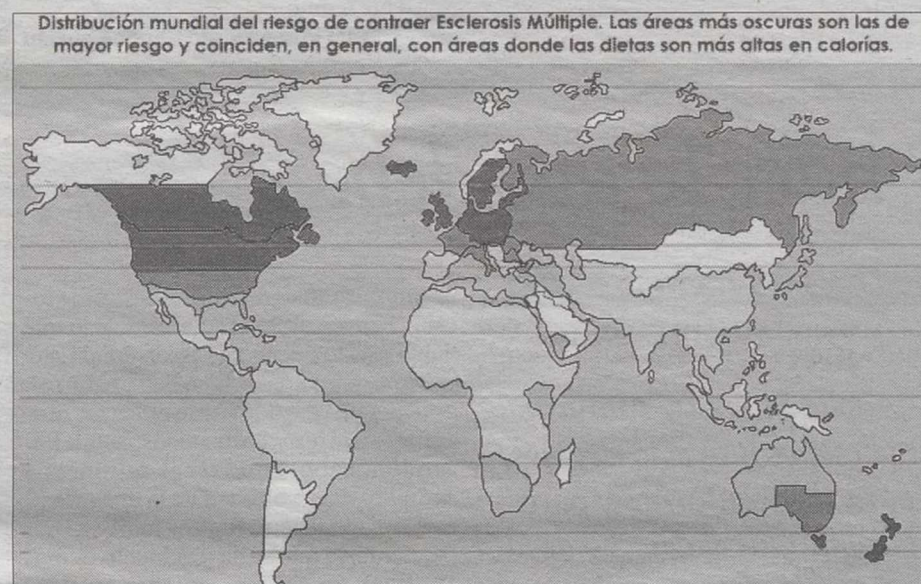 Distribución mundial del riesgo de contraer Esclerosis Múltiple. Las áreas más oscuras son las de
mayor riesgo y coinciden, en general, con áreas donde las dietas son más altas en calorías.